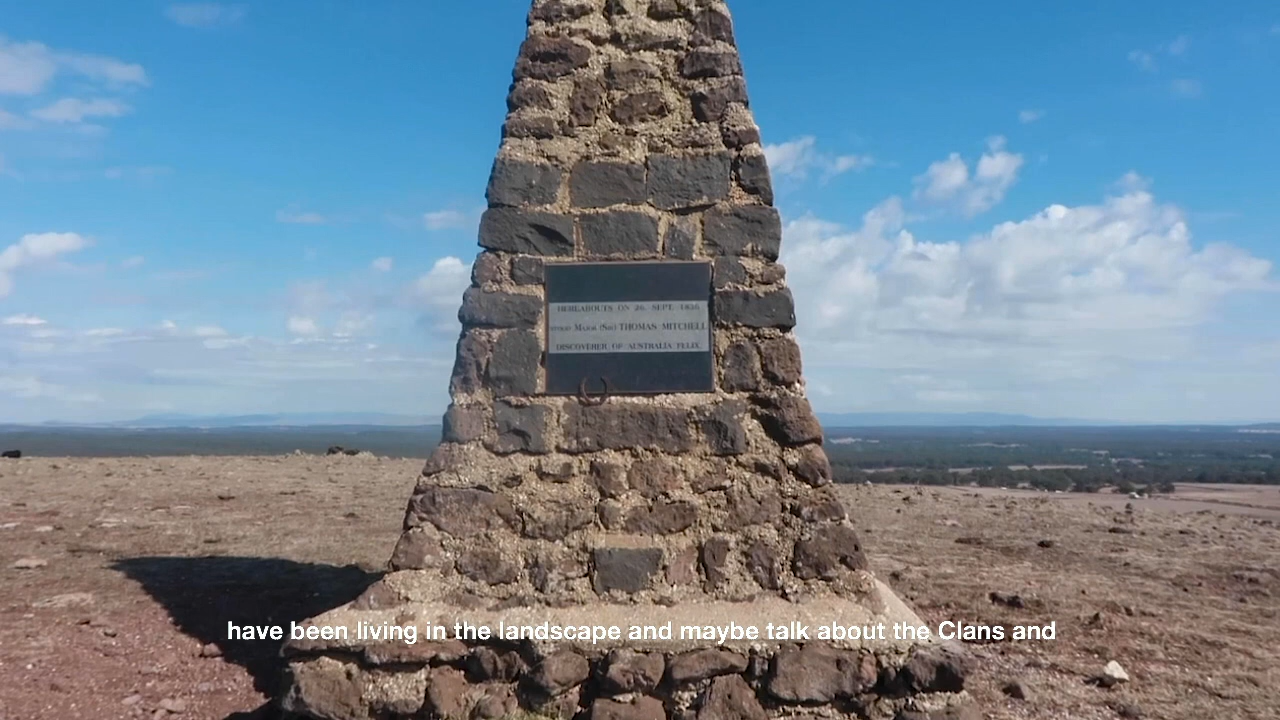 HEREABOUTS ON 26. SEPT. 1836
STOOD MAJOR (SIR) THOMAS MITCHELL
DISCOVERER OF AUSTRALIA FELIX.
have been living in the landscape and maybe talk about the Clans and